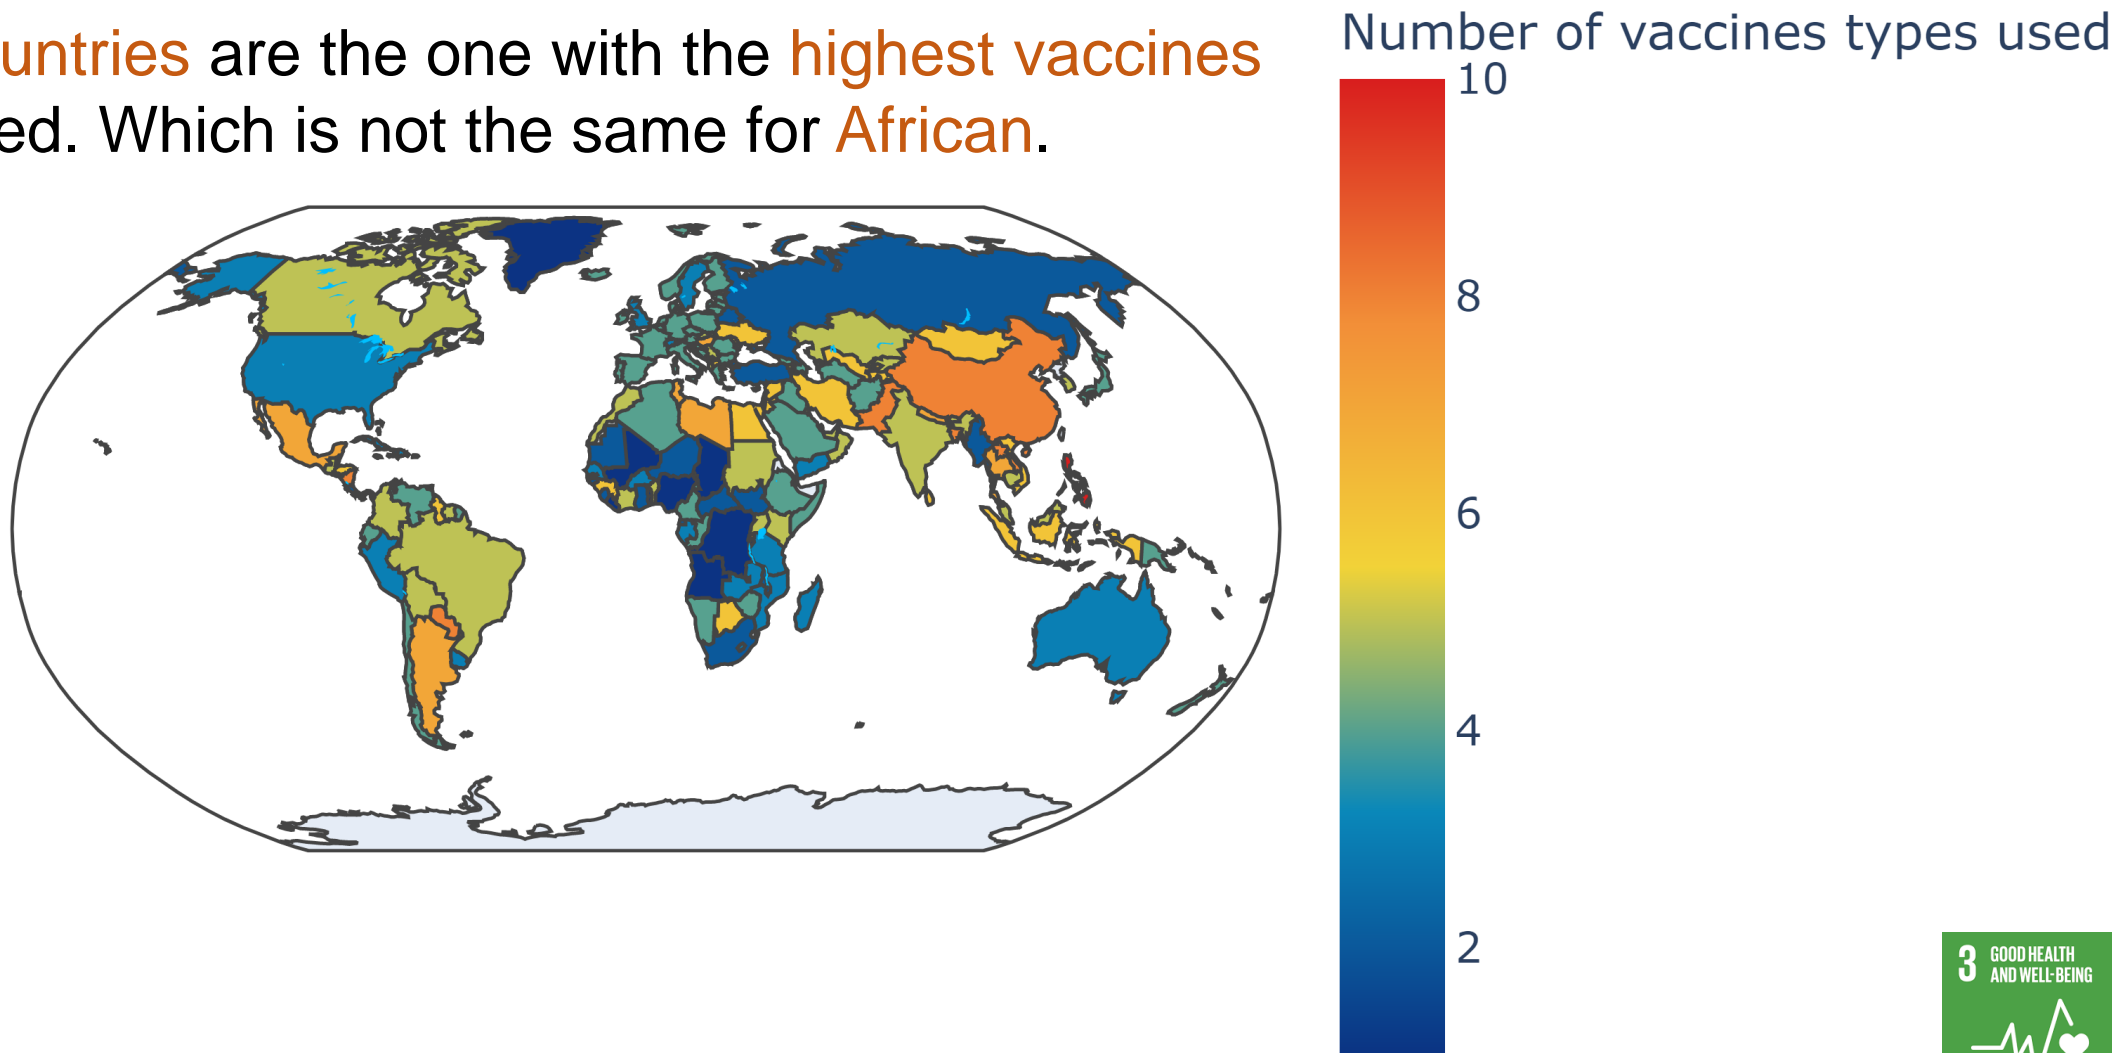 untries are the one with the highest vaccines
ed. Which is not the same for African.
Number of vaccines types used
10
8
6
4
2
3 GOOD HEALTH
AND WELL-BEING